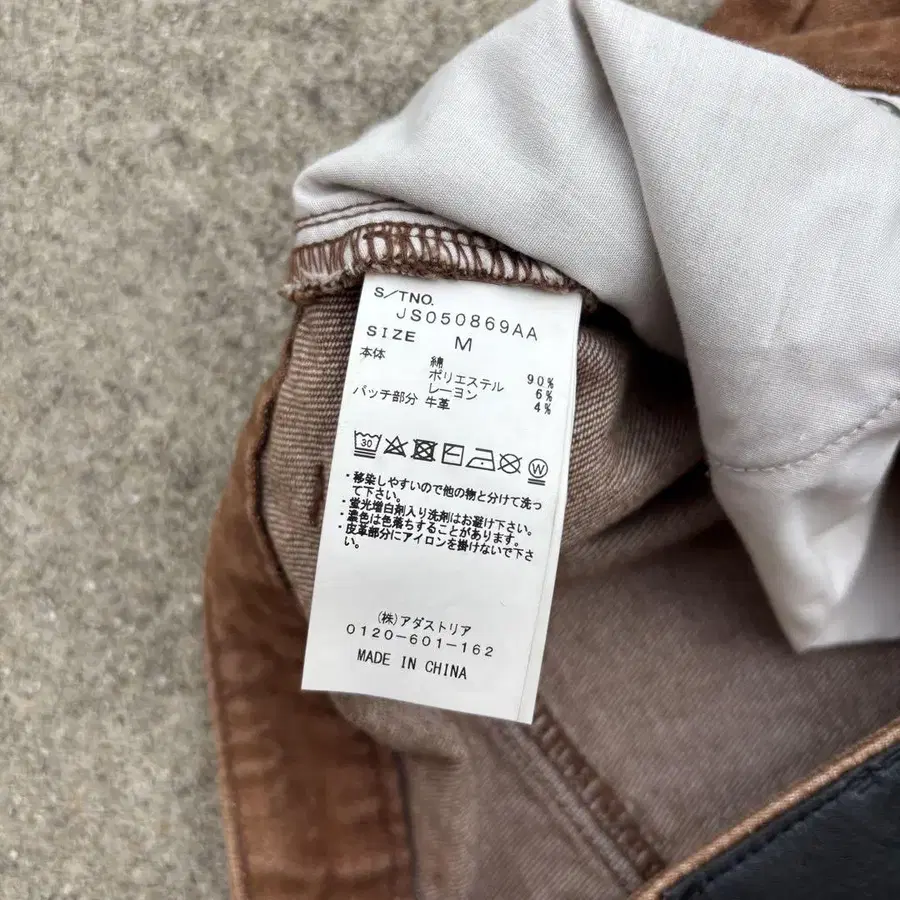 S/TNO.
JS050869AA
SIZE M
本体 綿 90%
ポリエステル 6%
レーヨン 4%
パッチ部分 牛革
30
W
・移染しやすいので他の物と分けて洗っ
て下さい。
・蛍光増白剤入り洗剤はお避け下さい。
・濃色は色落ちすることがあります。
・皮革部分にアイロンを掛けないで下さ
い。
(株)アダストリア
0120-601-162
MADE IN CHINA